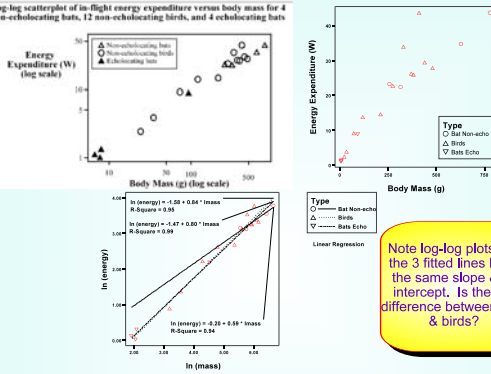 og-log scatterplot of in-flight energy expenditure versus body mass for 4
on-echolocating bats, 12 non-echolocating birds, and 4 echolocating bats
Energy
Expenditure (W)
(log scale)
50
10
5
1
Non-echolocating bats
Non-echolocating birds
Echolocating bats
10
50
100
500
Body Mass (g) (log scale)
Energy Expenditure (W)
40
30
20
10
0
0
250
500
750
Body Mass (g)
Type
Bat Non-echo
Birds
Bats Echo
ln (energy)
4.00
3.00
2.00
1.00
0.00
ln (energy) = -1.58 + 0.84 * lmass
R-Square = 0.95
ln (energy) = -1.47 + 0.80 * lmass
R-Square = 0.99
ln (energy) = -0.20 + 0.59 * lmass
R-Square = 0.94
2.00
3.00
4.00
5.00
6.00
ln (mass)
Type
Bat Non-echo
Birds
Bats Echo
Linear Regression
Note log-log plots
the 3 fitted lines
the same slope
intercept. Is the
difference between
& birds?